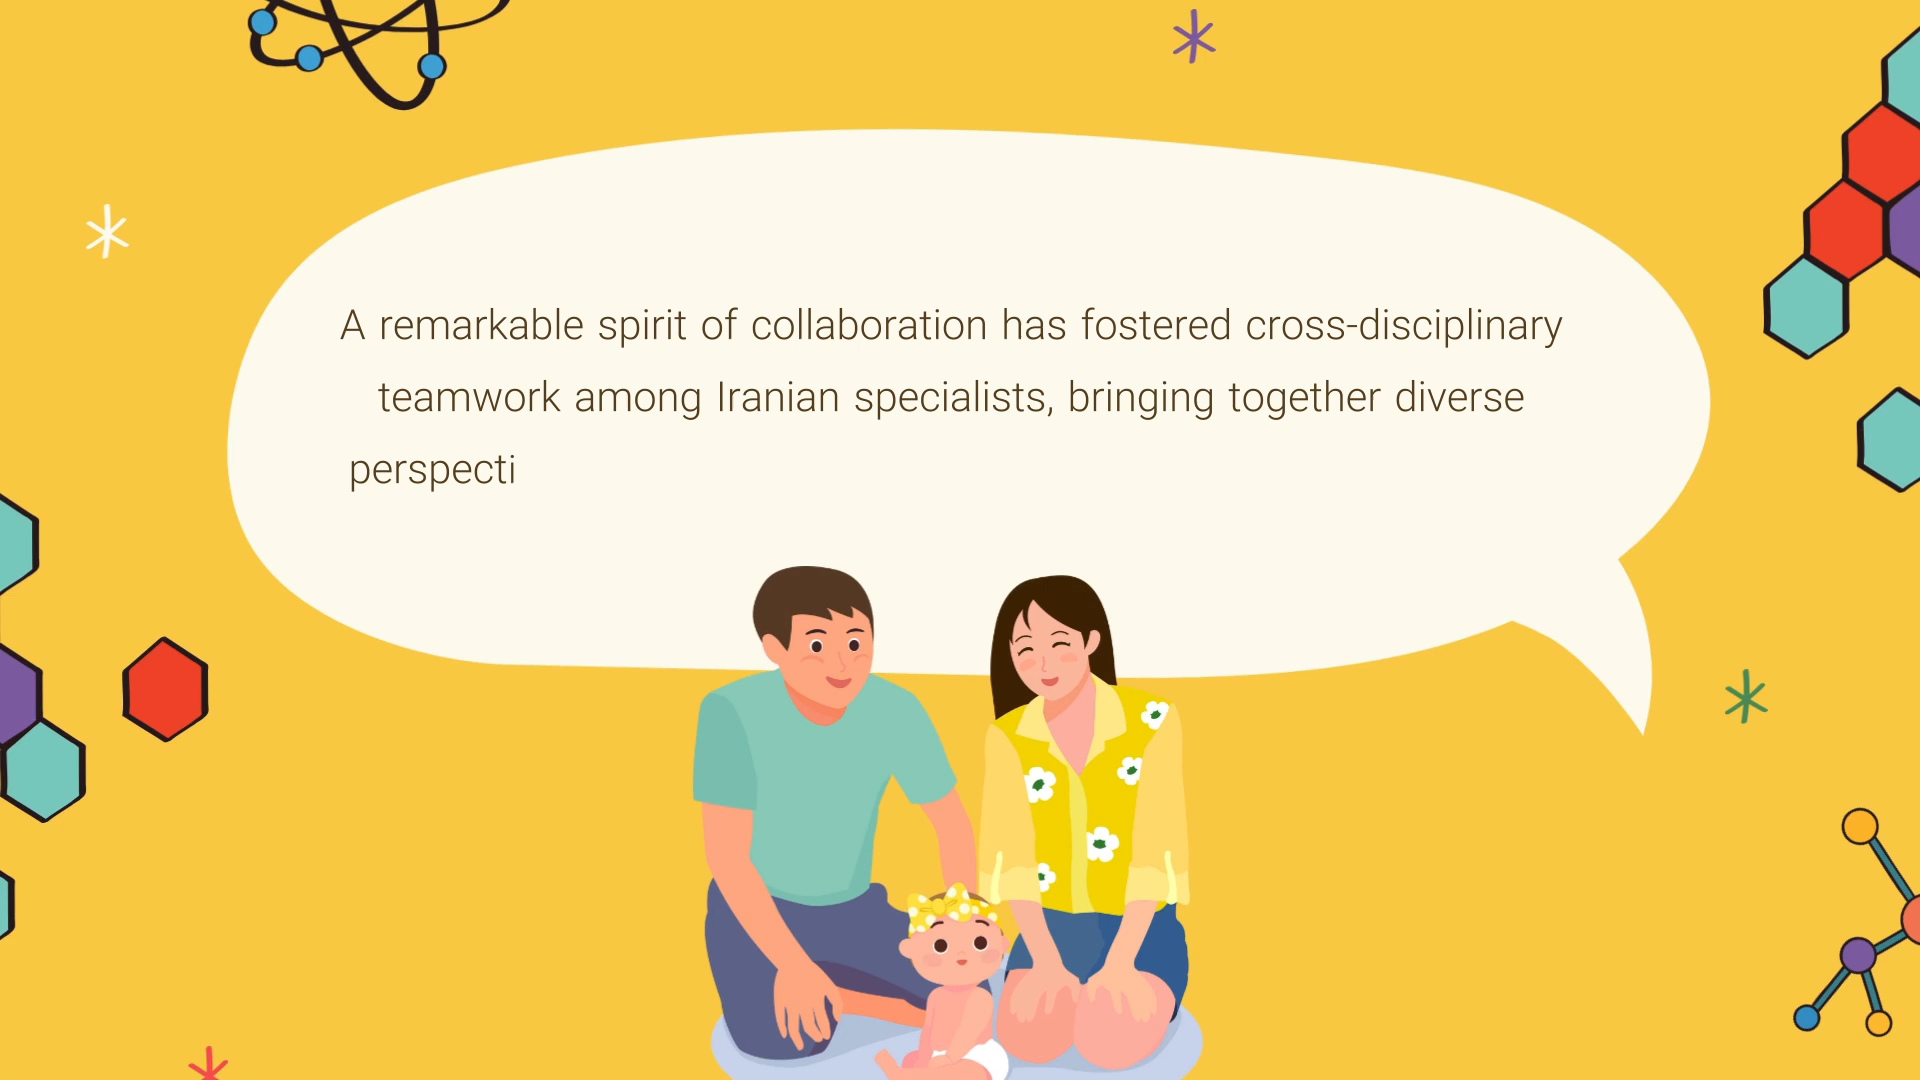 A remarkable spirit of collaboration has fostered cross-disciplinary
teamwork among Iranian specialists, bringing together diverse
perspecti